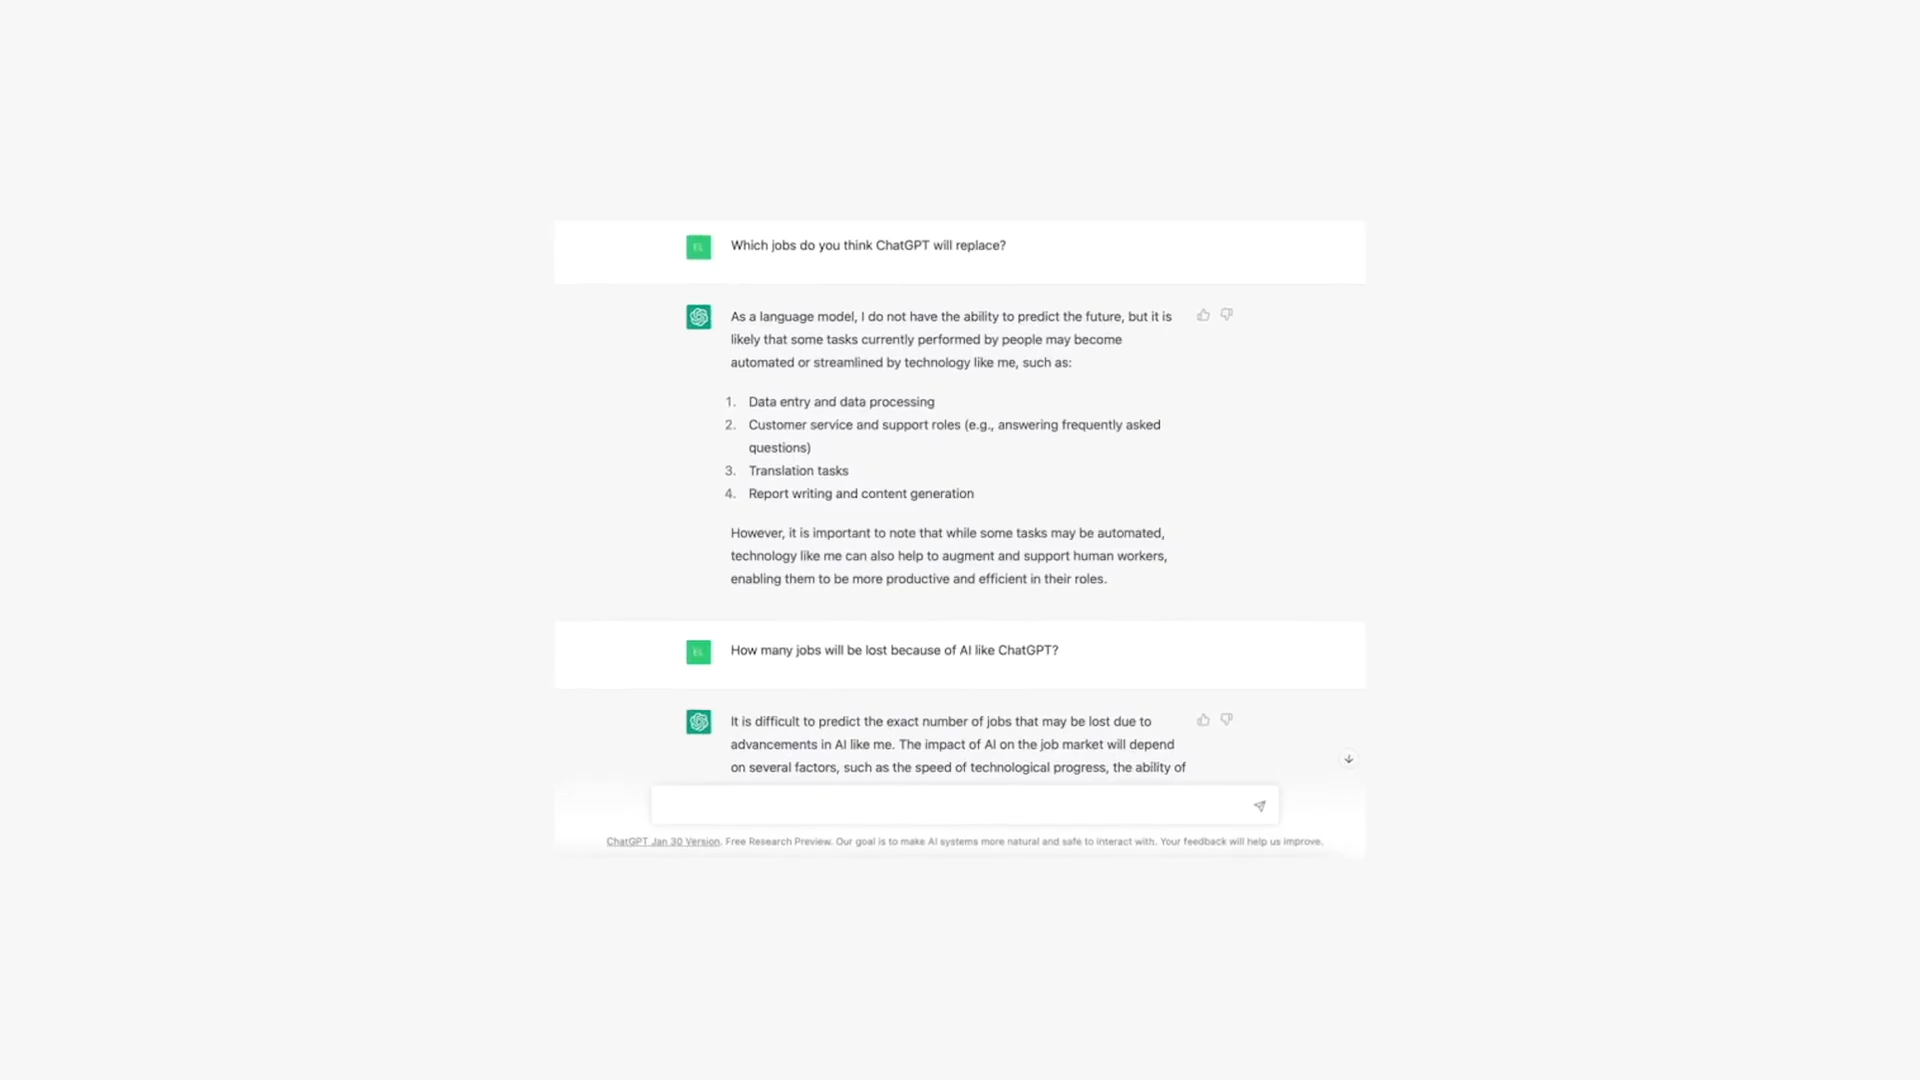 Which jobs do you think ChatGPT will replace?
As a language model, I do not have the ability to predict the future, but it is
likely that some tasks currently performed by people may become
automated or streamlined by technology like me, such as:
1. Data entry and data processing
2. Customer service and support roles (e.g., answering frequently asked
questions)
3. Translation tasks
4. Report writing and content generation
However, it is important to note that while some tasks may be automated,
technology like me can also help to augment and support human workers,
enabling them to be more productive and efficient in their roles.
How many jobs will be lost because of AI like ChatGPT?
It is difficult to predict the exact number of jobs that may be lost due to
advancements in AI like me. The impact of AI on the job market will depend
on several factors, such as the speed of technological progress, the ability of
ChatGPT Jan 30 Version. Free Research Preview. Our goal is to make AI systems more natural and safe to interact with. Your feedback will help us improve.